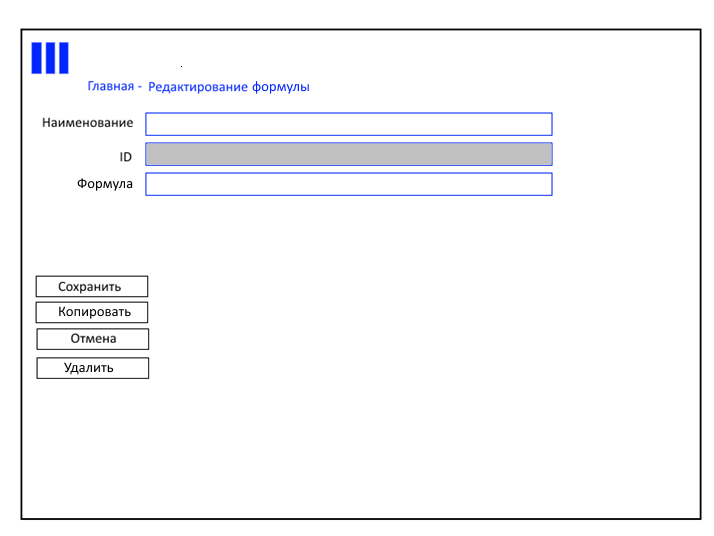 Главная - Редактирование формулы
Наименование
ID
Формула
Сохранить
Копировать
Отмена
Удалить